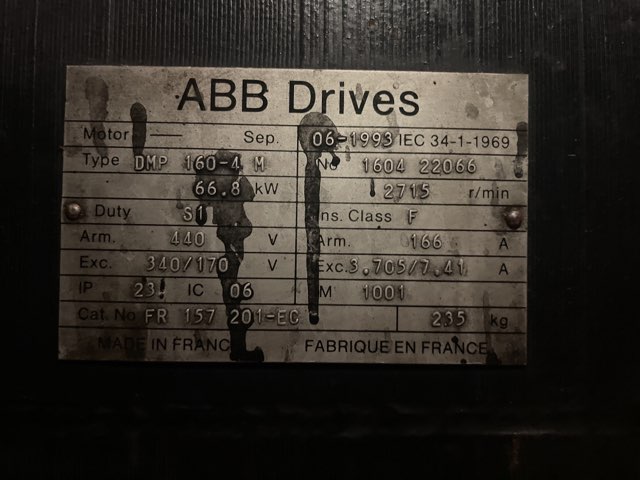 ABB Drives
Motor — Sep. 06-1993 IEC 34-1-1969
Type DMP 160-4 M No 1604 22066
66.8 kW 2715 r/min
Duty S1 Ins. Class F
Arm. 440 V Arm. 166 A
Exc. 340/170 V Exc. 3.705/7.41 A
IP 23 IC 06 IM 1001
Cat. No FR 157 201-EC 235 kg
MADE IN FRANCE FABRIQUE EN FRANCE